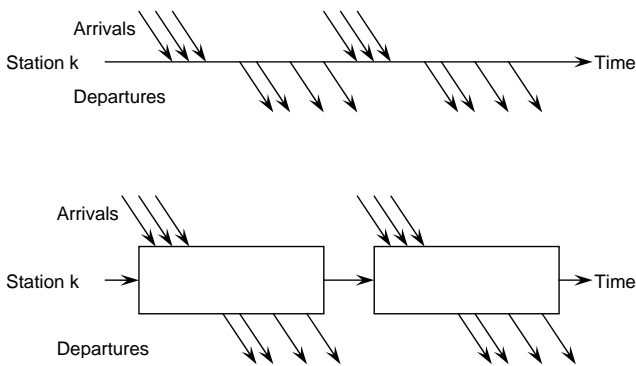 Arrivals
Station k
Time
Departures
Arrivals
Station k
Time
Departures